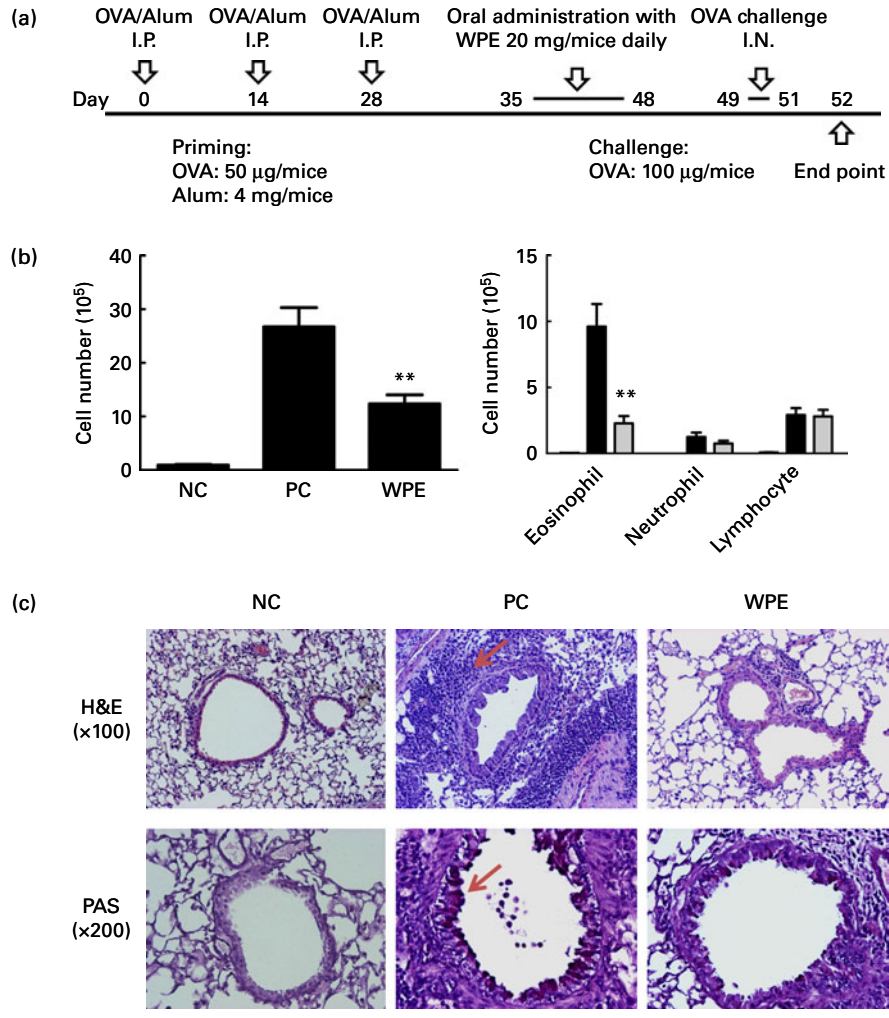 (a)
OVA/Alum OVA/Alum OVA/Alum Oral administration with OVA challenge
I.P. I.P. I.P. WPE 20 mg/mice daily I.N.
Day 0 14 28 35 48 49 51 52
Priming: Challenge:
OVA: 50 μg/mice OVA: 100 μg/mice End point
Alum: 4 mg/mice
(b)
Cell number (10⁵)
40
30
20
10
0
**
NC PC WPE
Cell number (10⁵)
15
10
5
0
**
Eosinophil
Neutrophil
Lymphocyte
(c)
NC PC WPE
H&E
(×100)
PAS
(×200)